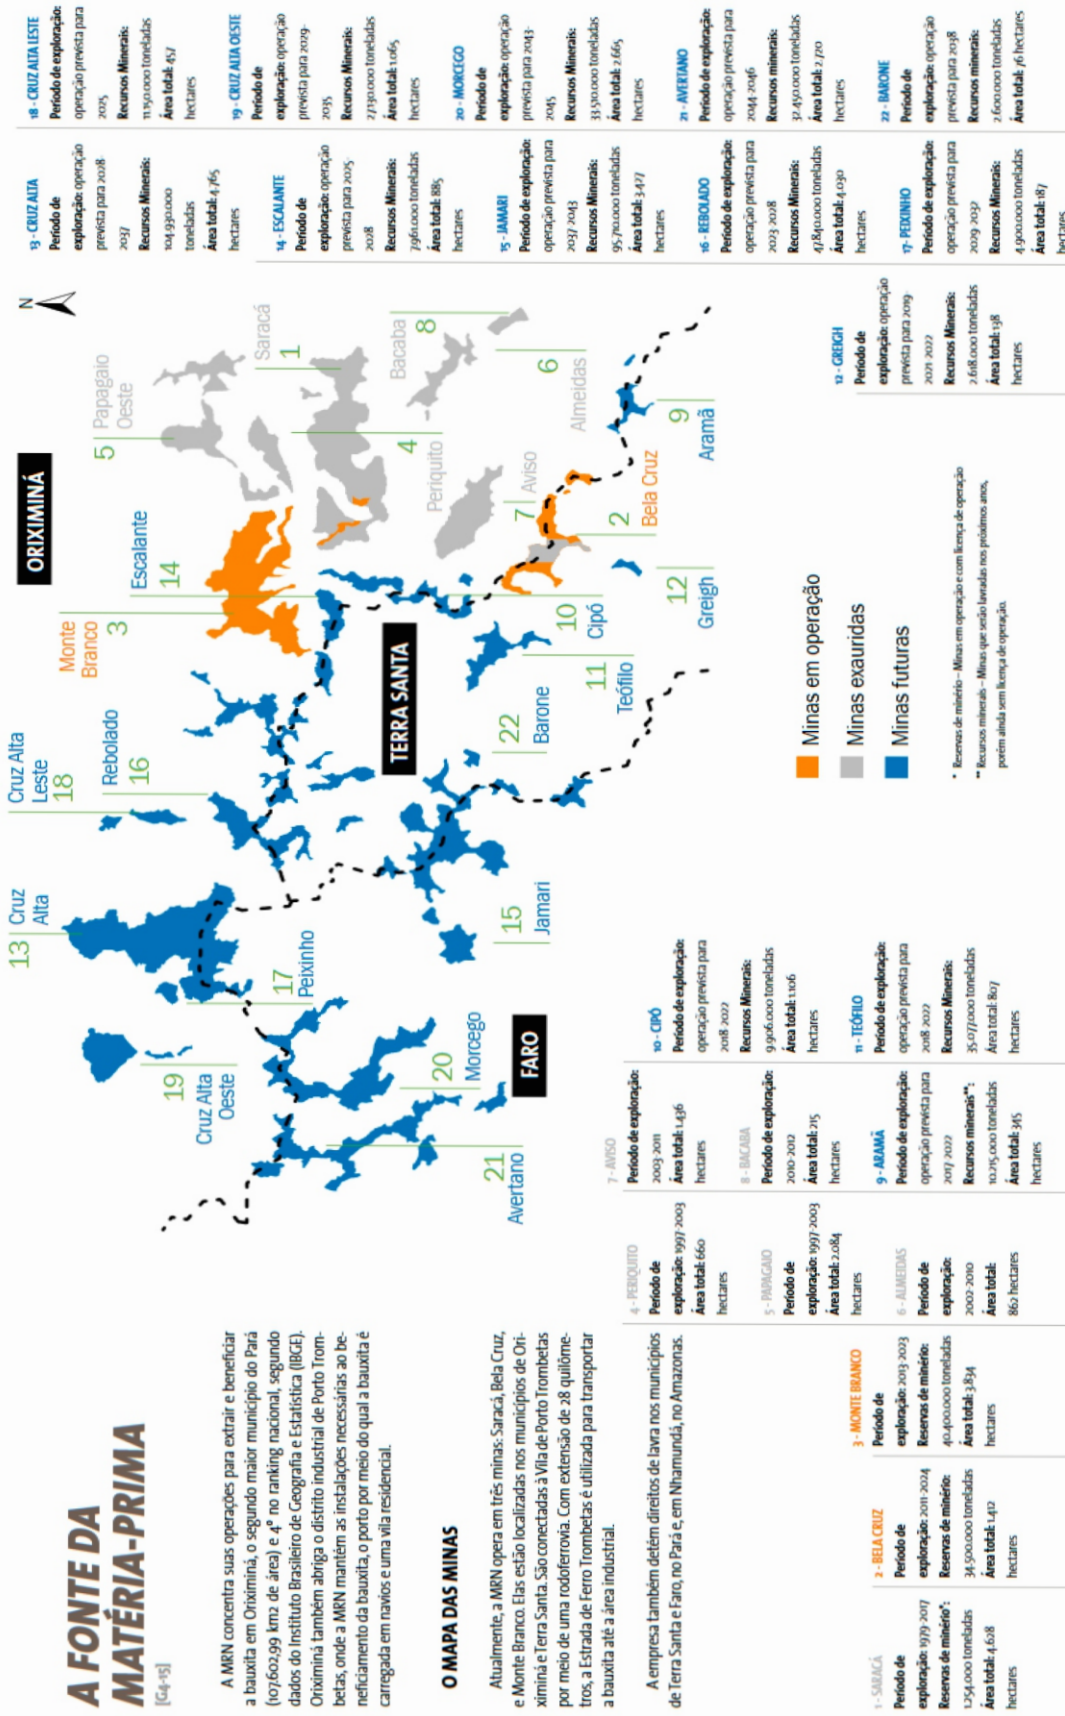 A FONTE DA
MATÉRIA-PRIMA
[G4-15]
A MRN concentra suas operações para extrair e beneficiar
a bauxita em Oriximiná, o segundo maior município do Pará
(107.602,99 km2 de área) e 4º no ranking nacional, segundo
dados do Instituto Brasileiro de Geografia e Estatística (IBGE).
Oriximiná também abriga o distrito industrial de Porto Trom-
betas, onde a MRN mantém as instalações necessárias ao be-
neficiamento da bauxita, o porto por meio do qual a bauxita é
carregada em navios e uma vila residencial.
O MAPA DAS MINAS
Atualmente, a MRN opera em três minas: Saracá, Bela Cruz,
e Monte Branco. Elas estão localizadas nos municípios de Ori-
ximiná e Terra Santa. São conectadas à Vila de Porto Trombetas
por meio de uma rodoferrovia. Com extensão de 28 quilôme-
tros, a Estrada de Ferro Trombetas é utilizada para transportar
a bauxita até a área industrial.
A empresa também detém direitos de lavra nos municípios
de Terra Santa e Faro, no Pará e, em Nhamundá, no Amazonas.
ORIXIMINÁ
TERRA SANTA
FARO
N
13 Cruz
Alta
Cruz Alta
Leste
18
Rebolado
16
Monte
Branco
3
Escalante
14
5 Papagaio
Oeste
Saracá
1
Bacaba
8
4
Periquito
6
Almeidas
7 Aviso
2
Bela Cruz
9
Aramã
10
Cipó
12
Greigh
11
Teófilo
22
Barone
15
Jamari
17
Peixinho
19
Cruz Alta
Oeste
20
Morcego
21
Avertano
Minas em operação
Minas exauridas
Minas futuras
* Reservas de minério – Minas em operação e com licença de operação
** Recursos minerais – Minas que serão lavradas nos próximos anos,
porém ainda sem licença de operação.
1 - SARACÁ
Período de
exploração: 1979-2017
Reservas de minério*:
1.254.000 toneladas
Área total: 4.628
hectares
2 - BELA CRUZ
Período de
exploração: 2011-2024
Reservas de minério:
34.500.000 toneladas
Área total: 1.412
hectares
3 - MONTE BRANCO
Período de
exploração: 2013-2023
Reservas de minério:
40.400.000 toneladas
Área total: 3.834
hectares
4 - PERIQUITO
Período de
exploração: 1997-2003
Área total: 660
hectares
5 - PAPAGAIO
Período de
exploração: 1997-2003
Área total: 2.084
hectares
6 - ALMEIDAS
Período de
exploração:
2002-2010
Área total:
862 hectares
7 - AVISO
Período de exploração:
2003-2011
Área total: 1.436
hectares
8 - BACABA
Período de exploração:
2010-2012
Área total: 215
hectares
9 - ARAMÃ
Período de exploração:
operação prevista para
2017-2022
Recursos minerais**:
10.215.000 toneladas
Área total: 345
hectares
10 - CIPÓ
Período de exploração:
operação prevista para
2018-2022
Recursos Minerais:
9.906.000 toneladas
Área total: 1.106
hectares
11 - TEÓFILO
Período de exploração:
operação prevista para
2018-2022
Recursos Minerais:
35.077.000 toneladas
Área total: 807
hectares
12 - GREIGH
Período de
exploração: operação
prevista para 2019-
2021-2022
Recursos Minerais:
2.618.000 toneladas
Área total: 138
hectares
13 - CRUZ ALTA
Período de
exploração: operação
prevista para 2028-
2037
Recursos Minerais:
104.930.000
toneladas
Área total: 4.765
hectares
14 - ESCALANTE
Período de
exploração: operação
prevista para 2025-
2028
Recursos Minerais:
7.961.000 toneladas
Área total: 885
hectares
15 - JAMARI
Período de exploração:
operação prevista para
2037-2043
Recursos Minerais:
95.710.000 toneladas
Área total: 3.427
hectares
16 - REBOLADO
Período de exploração:
operação prevista para
2023-2028
Recursos Minerais:
47.840.000 toneladas
Área total: 4.030
hectares
17 - PEIXINHO
Período de exploração:
operação prevista para
2029-2032
Recursos Minerais:
4.900.000 toneladas
Área total: 187
hectares
18 - CRUZ ALTA LESTE
Período de exploração:
operação prevista para
2025
Recursos Minerais:
11.150.000 toneladas
Área total: 457
hectares
19 - CRUZ ALTA OESTE
Período de
exploração: operação
prevista para 2029-
2035
Recursos Minerais:
27.130.000 toneladas
Área total: 1.065
hectares
20 - MORCEGO
Período de
exploração: operação
prevista para 2043-
2045
Recursos Minerais:
33.510.000 toneladas
Área total: 2.665
hectares
21 - AVETANO
Período de exploração:
operação prevista para
2044-2046
Recursos minerais:
32.450.000 toneladas
Área total: 2.720
hectares
22 - BARONE
Período de
exploração: operação
prevista para 2038
Recursos minerais:
2.600.000 toneladas
Área total: 76 hectares